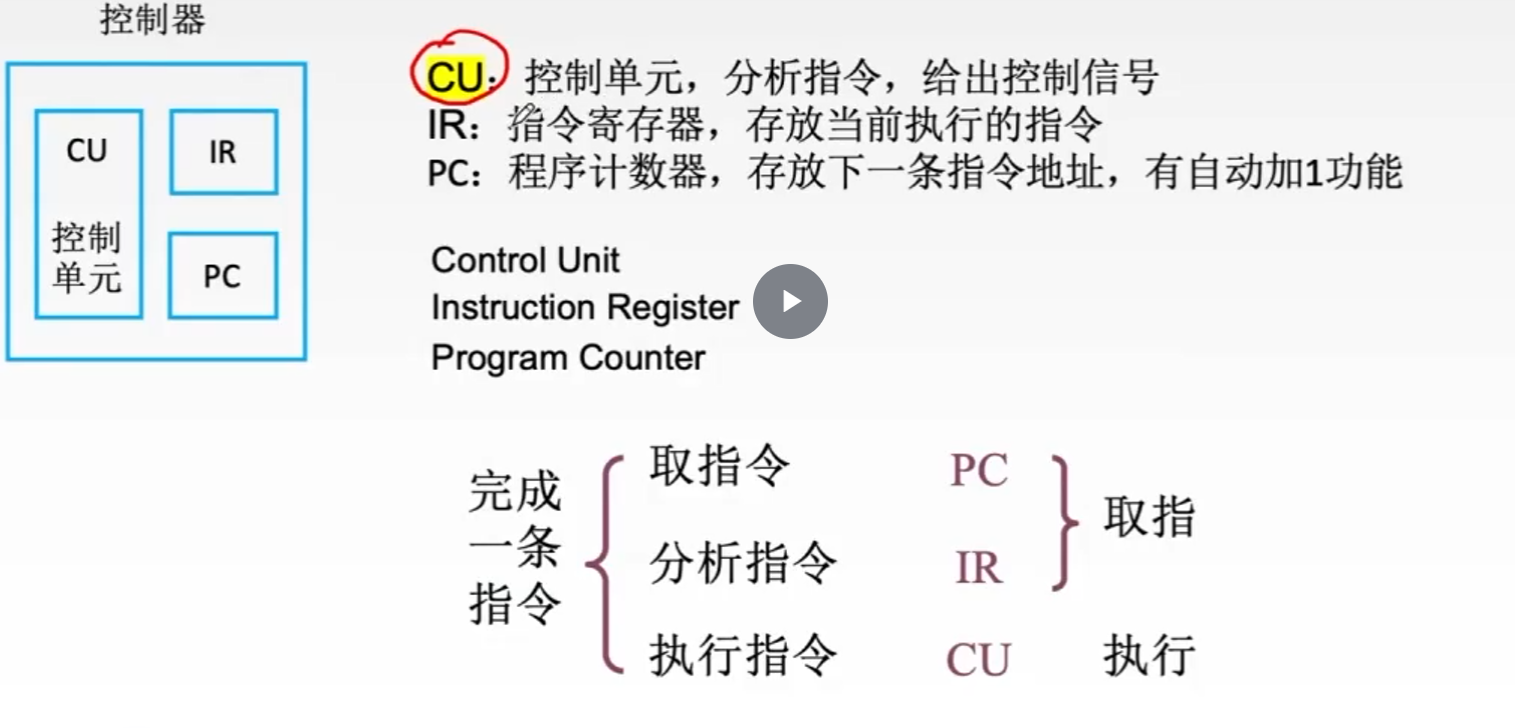 控制器
CU
控制
单元
IR
PC
CU：控制单元，分析指令，给出控制信号
IR：指令寄存器，存放当前执行的指令
PC：程序计数器，存放下一条指令地址，有自动加1功能
Control Unit
Instruction Register
Program Counter
完成
一条
指令
取指令 PC
分析指令 IR
取指
执行指令 CU 执行